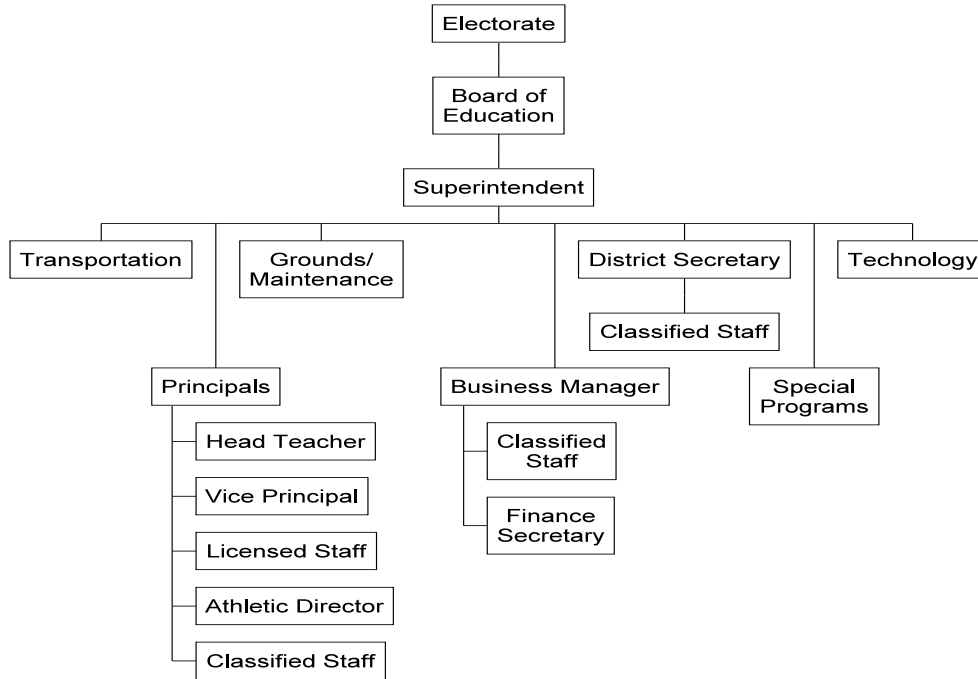 Electorate
Board of
Education
Superintendent
Transportation
Grounds/
Maintenance
District Secretary
Technology
Classified Staff
Principals
Business Manager
Special
Programs
Head Teacher
Vice Principal
Licensed Staff
Athletic Director
Classified Staff
Classified
Staff
Finance
Secretary